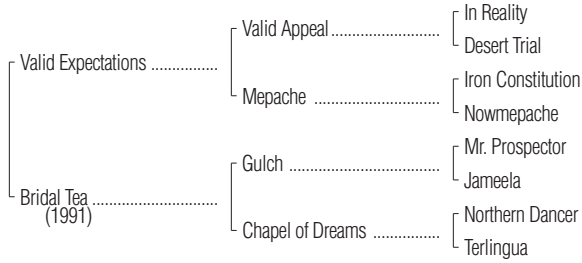 In Reality
Valid Appeal..............................
Desert Trial
Valid Expectations ..................
Iron Constitution
Mepache ..................................
Nowmepache
Mr. Prospector
Gulch .........................................
Jameela
Bridal Tea ..................................
(1991)
Northern Dancer
Chapel of Dreams ..................
Terlingua